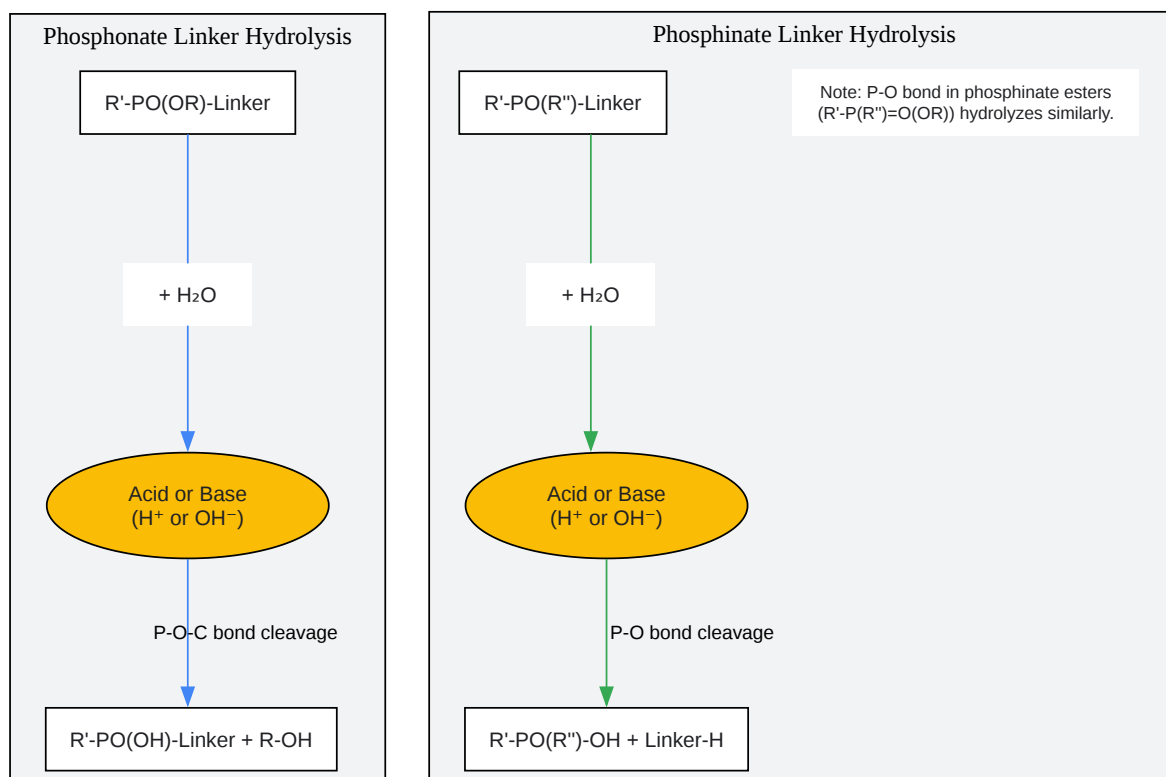 Phosphonate Linker Hydrolysis
R'-PO(OR)-Linker
+ H₂O
Acid or Base
(H⁺ or OH⁻)
P-O-C bond cleavage
R'-PO(OH)-Linker + R-OH
Phosphinate Linker Hydrolysis
R'-PO(R")-Linker
Note: P-O bond in phosphinate esters
(R'-P(R")=O(OR)) hydrolyzes similarly.
+ H₂O
Acid or Base
(H⁺ or OH⁻)
P-O bond cleavage
R'-PO(R")-OH + Linker-H